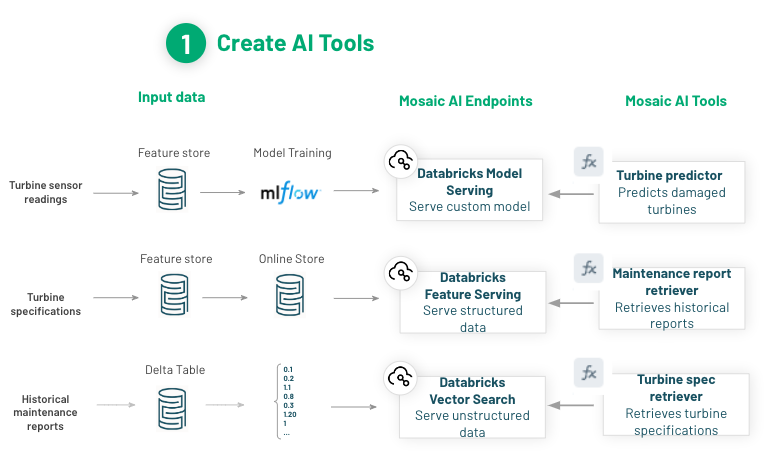 1 Create AI Tools
Input data
Mosaic AI Endpoints
Mosaic AI Tools
Turbine sensor
readings
Feature store
Model Training
mlflow
Databricks Model
Serving
Serve custom model
fx
Turbine predictor
Predicts damaged
turbines
Turbine
specifications
Feature store
Online Store
Databricks
Feature Serving
Serve structured
data
fx
Maintenance report
retriever
Retrieves historical
reports
Historical
maintenance
reports
Delta Table
0.1
0.2
1.1
0.8
0.3
1.20
1
...
Databricks
Vector Search
Serve unstructured
data
fx
Turbine spec
retriever
Retrieves turbine
specifications